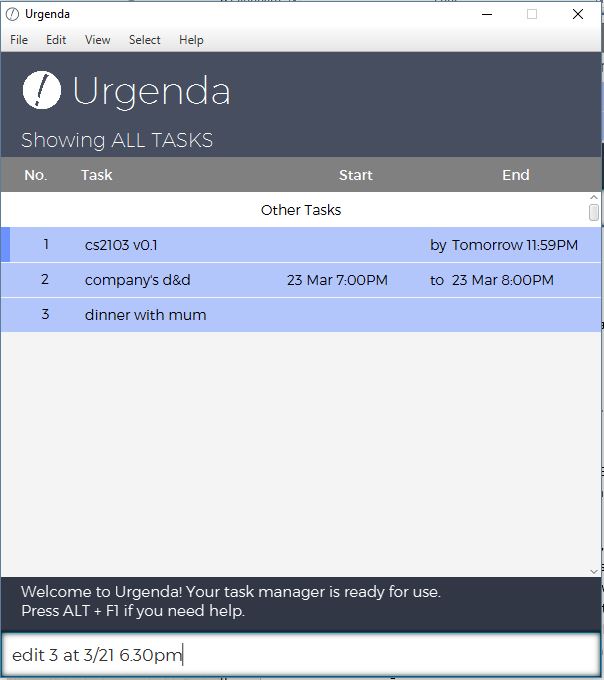 Urgenda
File Edit View Select Help
Urgenda
Showing ALL TASKS
No. Task Start End
Other Tasks
1 cs2103 v0.1 by Tomorrow 11:59PM
2 company's d&d 23 Mar 7:00PM to 23 Mar 8:00PM
3 dinner with mum
Welcome to Urgenda! Your task manager is ready for use.
Press ALT + F1 if you need help.
edit 3 at 3/21 6.30pm